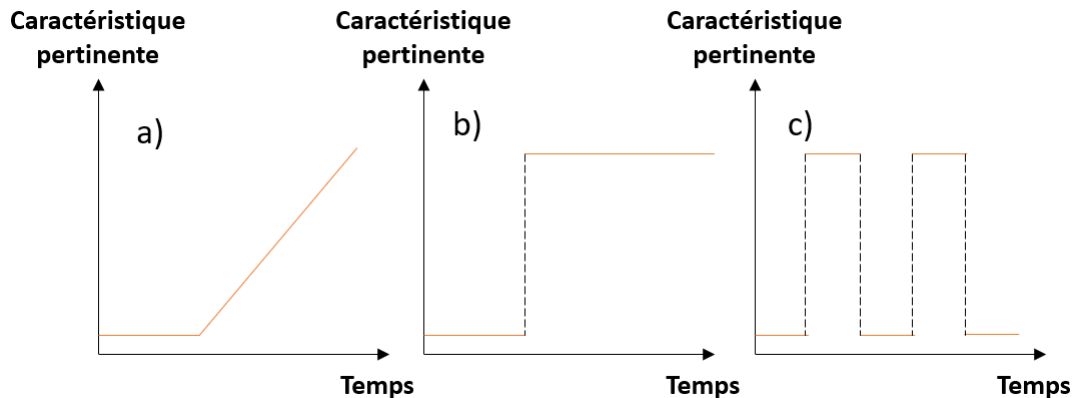 Caractéristique
pertinente
a)
Temps
Caractéristique
pertinente
b)
Temps
Caractéristique
pertinente
c)
Temps